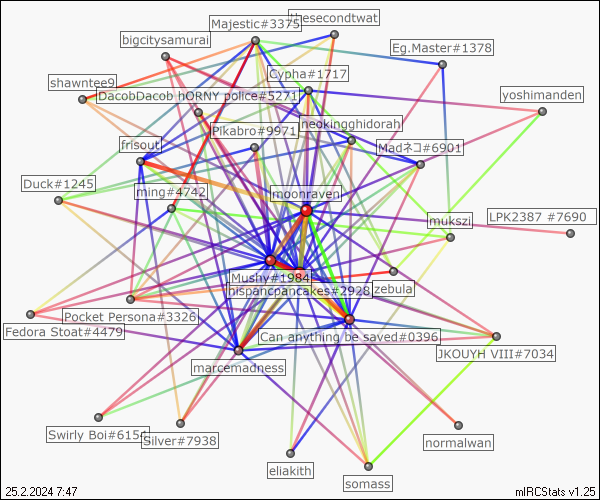 thesecondtwat
Majestic#3375
bigcitysamurai
Eg.Master#1378
Cypha#1717
shawntee9
yoshimanden
DacobDacob hORNY police#5271
neokingghidorah
Pikabro#9971
frisout
Madネコ#6901
Duck#1245
ming#4742
moonraven
LPK2387 #7690
mukszi
Mushy#1984
zebula
hispancpancakes#2928
Pocket Persona#3326
Fedora Stoat#4479
Can anything be saved#0396
JKOUYH VIII#7034
marcemadness
Swirly Boi#6154
Silver#7938
normalwan
eliakith
somass
25.2.2024 7:47
mIRCStats v1.25